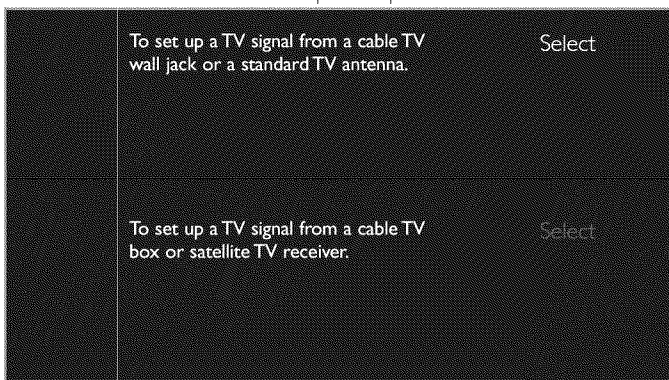 To set up a TV signal from a cable TV
wall jack or a standard TV antenna.
Select
To set up a TV signal from a cable TV
box or satellite TV receiver.
Select